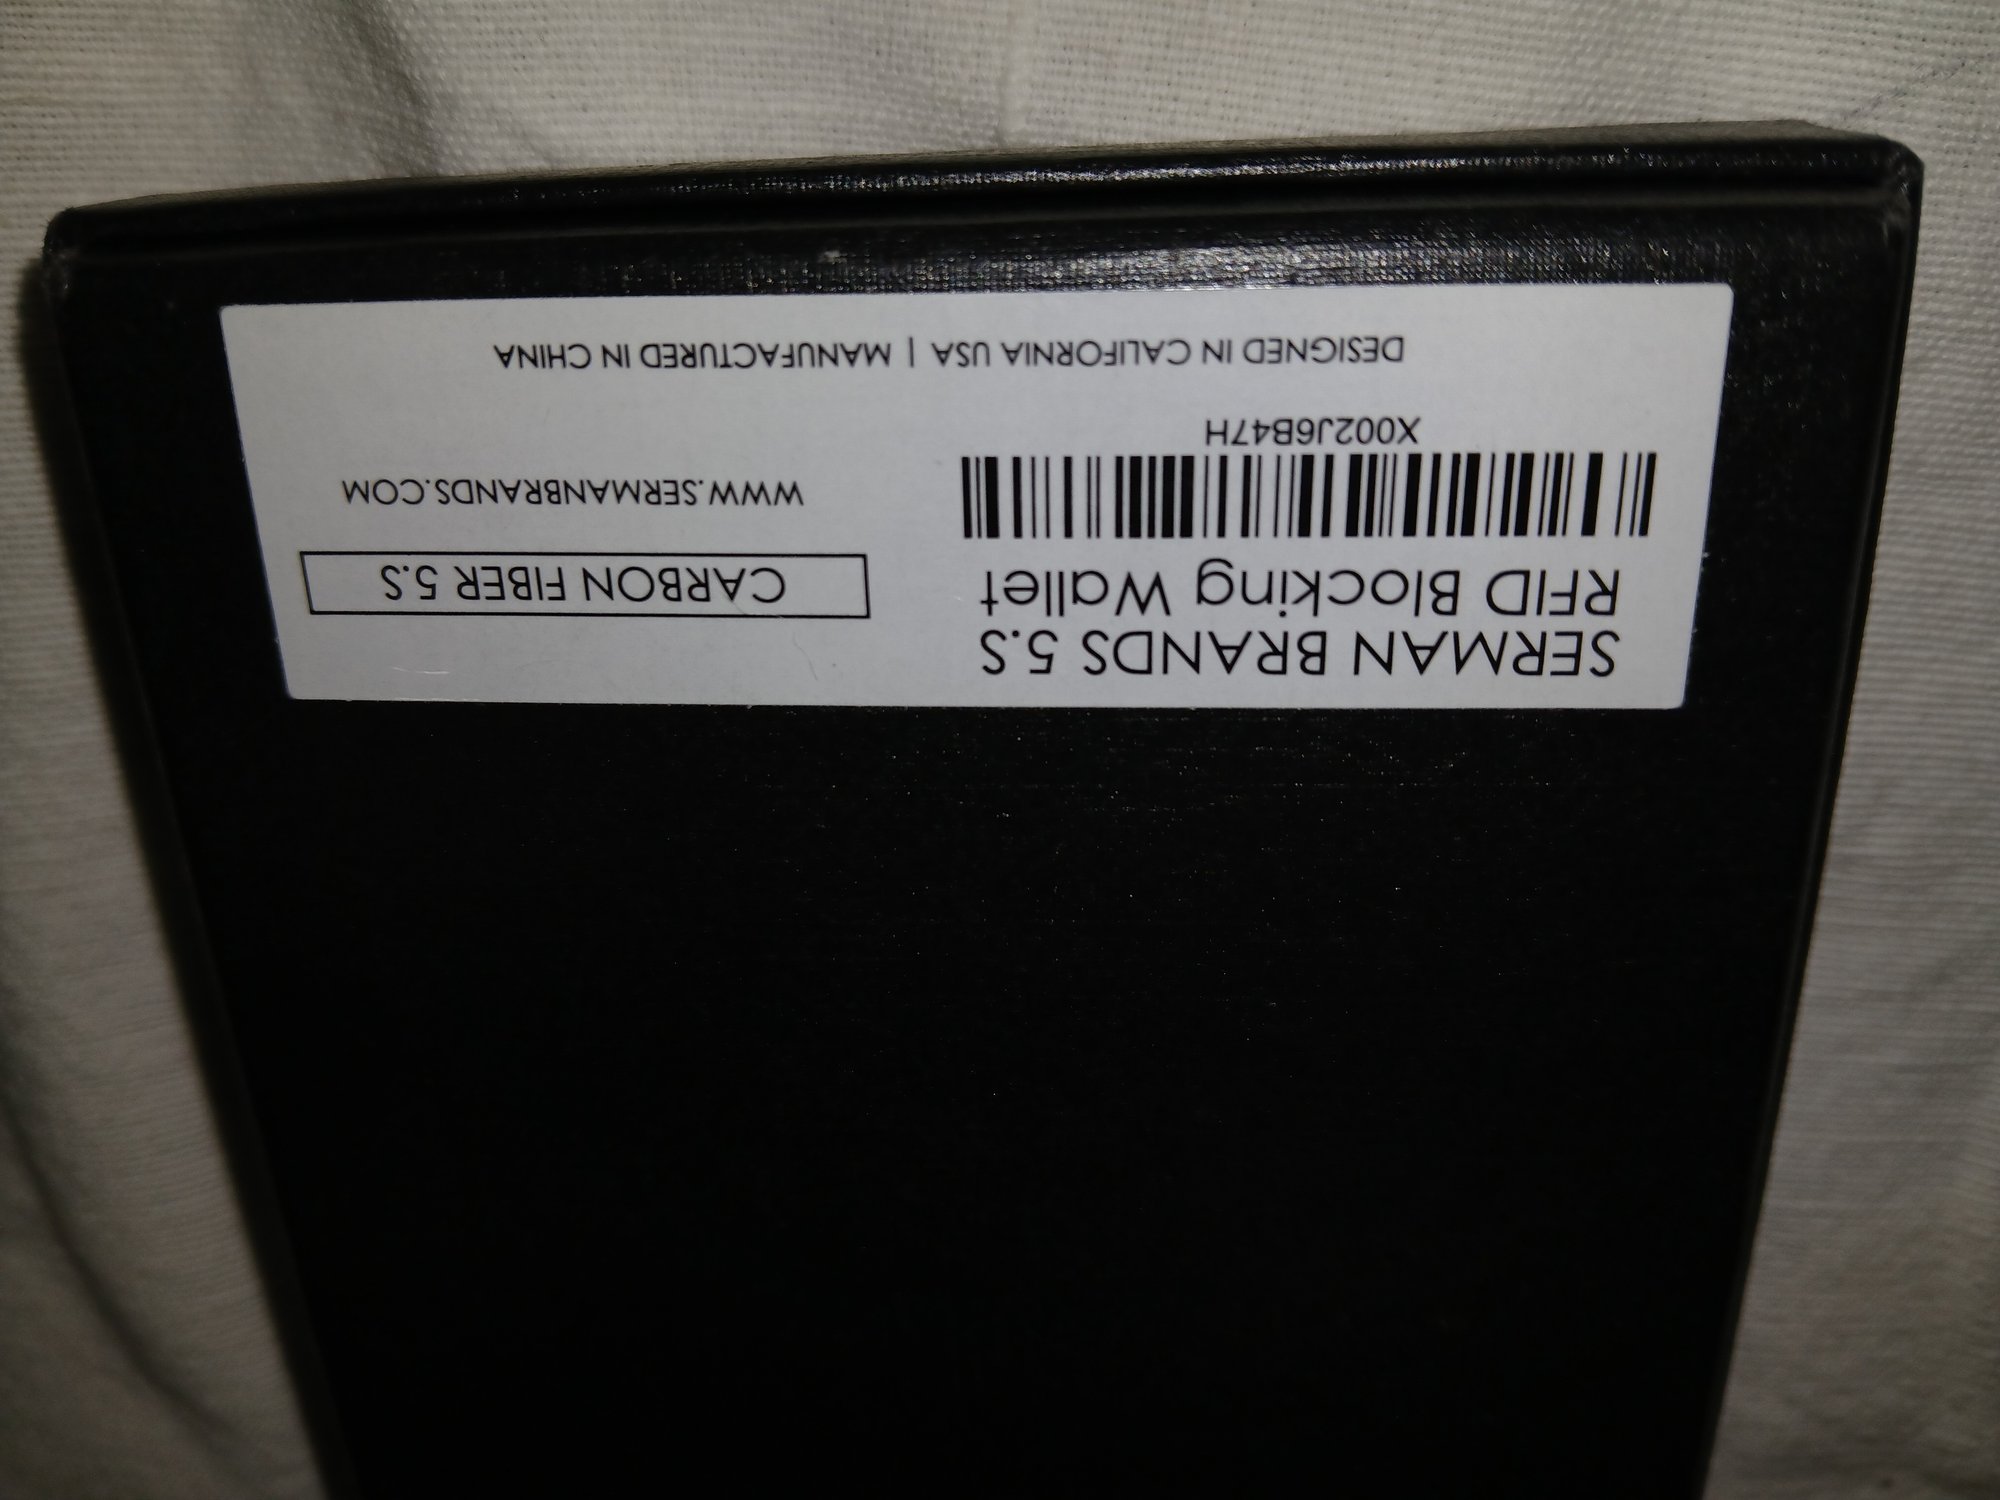 SERMAN BRANDS 5.S
RFID Blocking Wallet
X002J6B47H
CARBON FIBER 5.S
WWW.SERMANBRANDS.COM
DESIGNED IN CALIFORNIA USA | MANUFACTURED IN CHINA